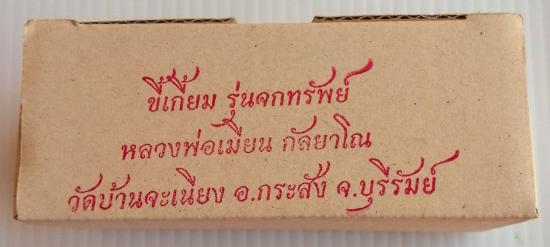 ขี้เกี้ยม รุ่นจกทรัพย์
หลวงพ่อเมียน กัลยาโณ
วัดบ้านจะเนียง อ.กระสัง จ.บุรีรัมย์